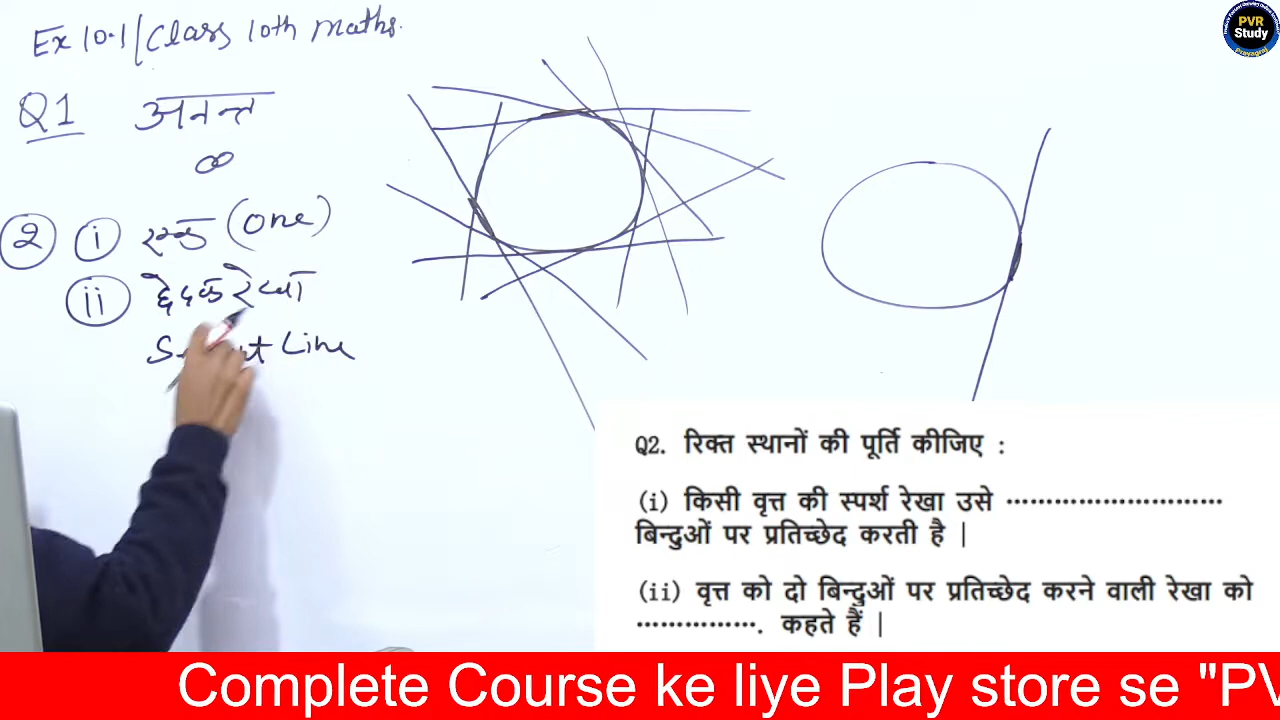 Ex 10.1 / Class 10th maths.
Q1 अनन्त
∞
2 i एक (One)
ii छेदक रेखा
Line
PVR
Study
Prayagraj
Q2. रिक्त स्थानों की पूर्ति कीजिए :
(i) किसी वृत्त की स्पर्श रेखा उसे ...........................
बिन्दुओं पर प्रतिच्छेद करती है |
(ii) वृत्त को दो बिन्दुओं पर प्रतिच्छेद करने वाली रेखा को
................ कहते हैं |
Complete Course ke liye Play store se "PV